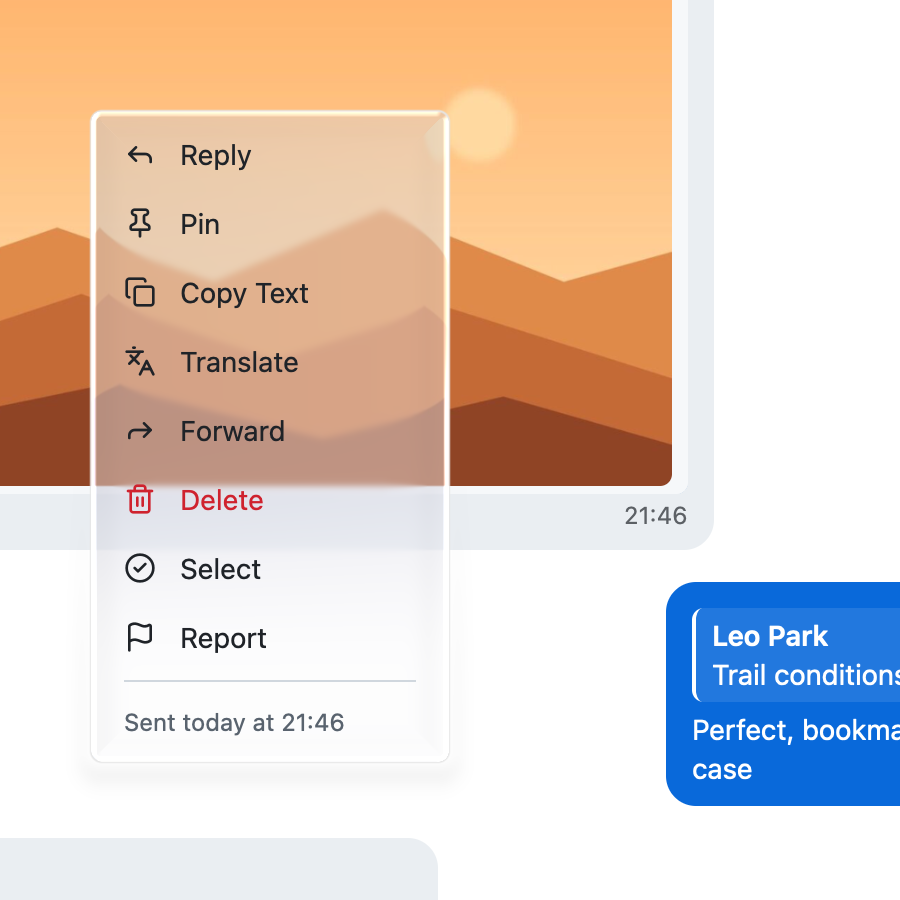 Reply
Pin
Copy Text
Translate
Forward
Delete
Select
Report
Sent today at 21:46
21:46
Leo Park
Trail conditions
Perfect,
case